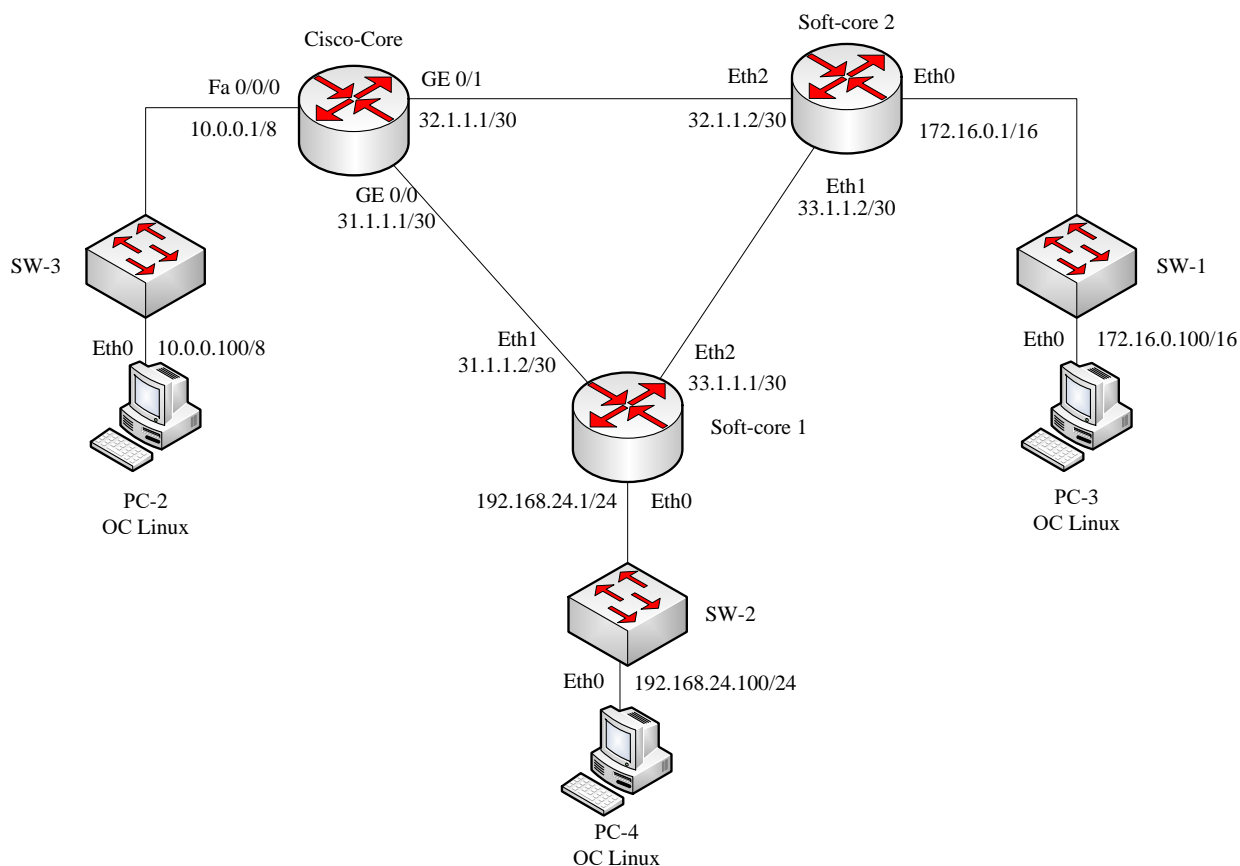 Soft-core 2
Cisco-Core
Fa 0/0/0
GE 0/1
Eth2
Eth0
10.0.0.1/8
32.1.1.1/30
32.1.1.2/30
172.16.0.1/16
GE 0/0
31.1.1.1/30
Eth1
33.1.1.2/30
SW-3
SW-1
Eth0
10.0.0.100/8
Eth1
31.1.1.2/30
Eth2
33.1.1.1/30
Eth0
172.16.0.100/16
Soft-core 1
PC-2
OC Linux
192.168.24.1/24
Eth0
PC-3
OC Linux
SW-2
Eth0
192.168.24.100/24
PC-4
OC Linux